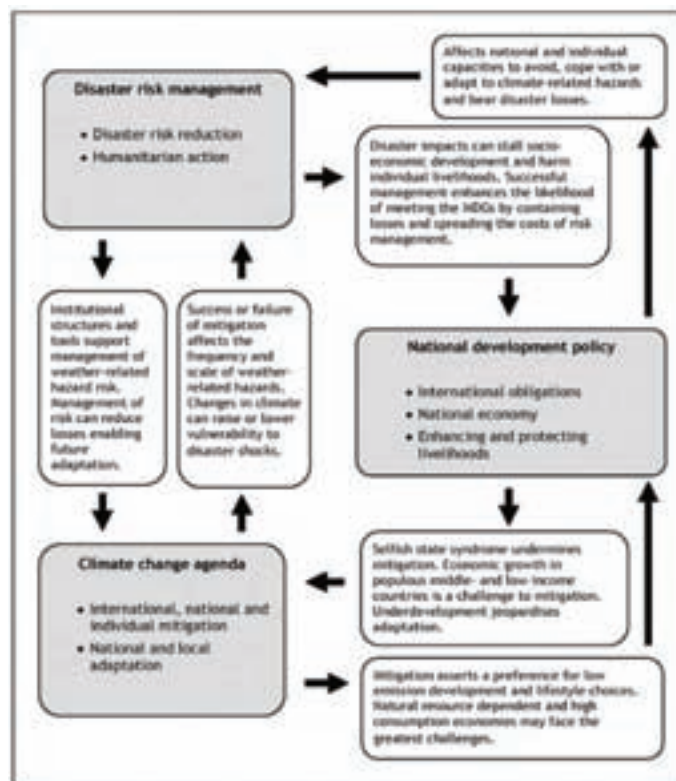 Affects national and individual
capacities to avoid, cope with or
adapt to climate-related hazards
and bear disaster losses.
Disaster risk management
• Disaster risk reduction
• Humanitarian action
Disaster impacts can stall socio-
economic development and harm
individual livelihoods. Successful
management enhances the likelihood
of meeting the MDGs by containing
losses and spreading the costs of risk
management.
Institutional
structures and
tools support
management of
weather-related
hazard risk.
Management of
risk can reduce
losses enabling
future
adaptation.
Success or failure
of mitigation
affects the
frequency and
scale of weather-
related hazards.
Changes in climate
can raise or lower
vulnerability to
disaster shocks.
National development policy
• International obligations
• National economy
• Enhancing and protecting
livelihoods
Climate change agenda
• International, national and
individual mitigation
• National and local
adaptation
Selfish state syndrome undermines
mitigation. Economic growth in
populous middle- and low-income
countries is a challenge to mitigation.
Underdevelopment jeopardises
adaptation.
Mitigation asserts a preference for low
emission development and lifestyle choices.
Natural resource dependent and high
consumption economies may face the
greatest challenges.